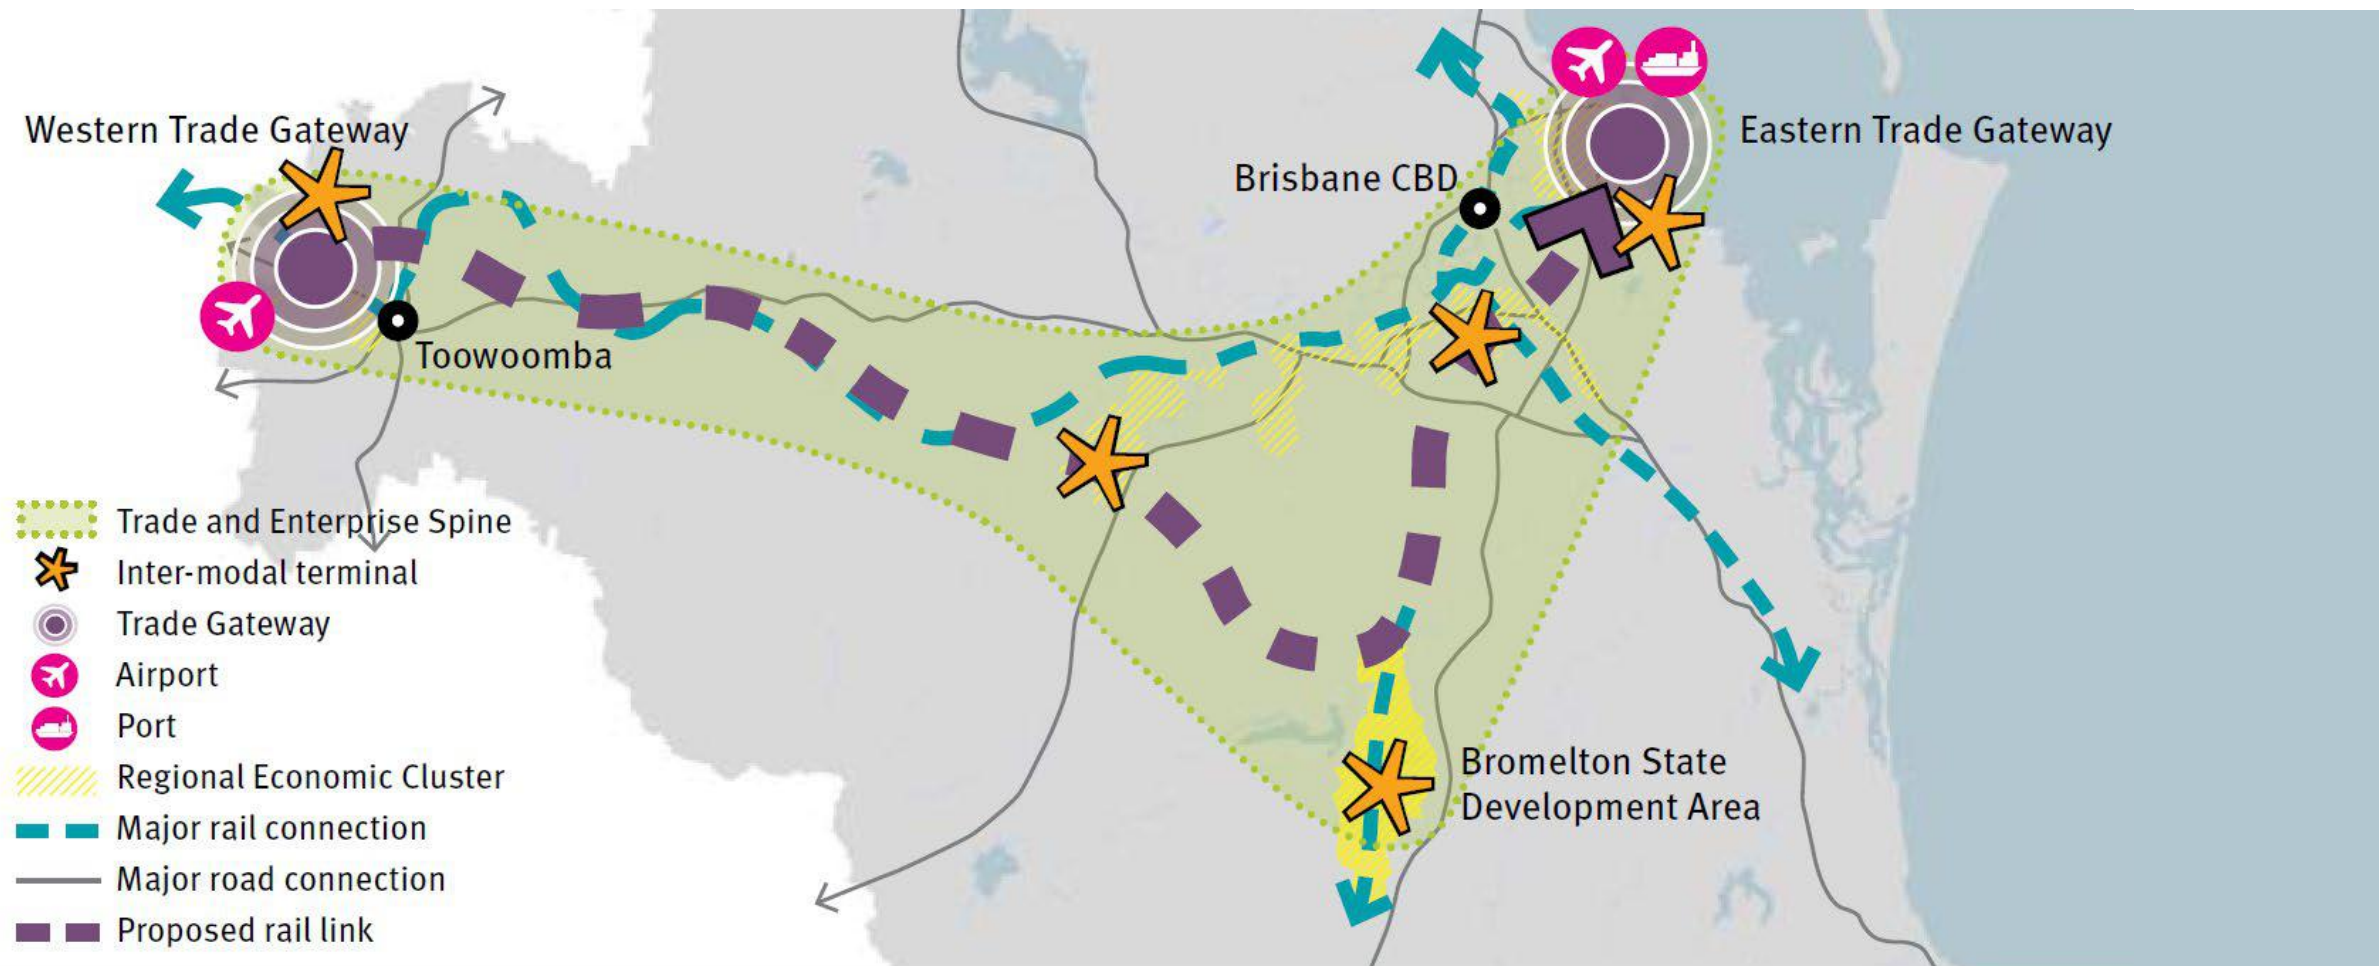 Western Trade Gateway
Eastern Trade Gateway
Brisbane CBD
Toowoomba
Trade and Enterprise Spine
Inter-modal terminal
Trade Gateway
Airport
Port
Regional Economic Cluster
Major rail connection
Major road connection
Proposed rail link
Bromelton State
Development Area